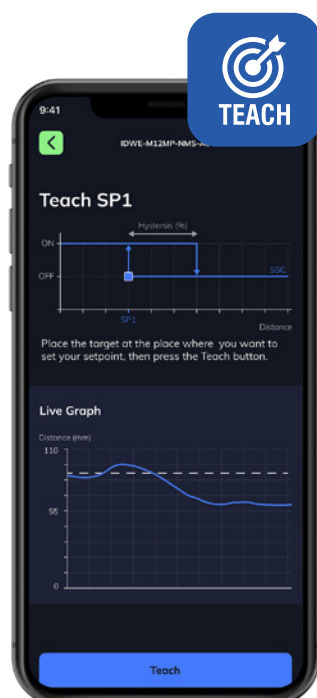 TEACH
9:41
IDWE-M12MP-NMS-A
Teach SP1
Hystersis (%)
ON
OFF
SSC
SP1
Distance
Place the target at the place where you want to
set your setpoint, then press the Teach button.
Live Graph
Distance (mm)
110
55
0
Teach